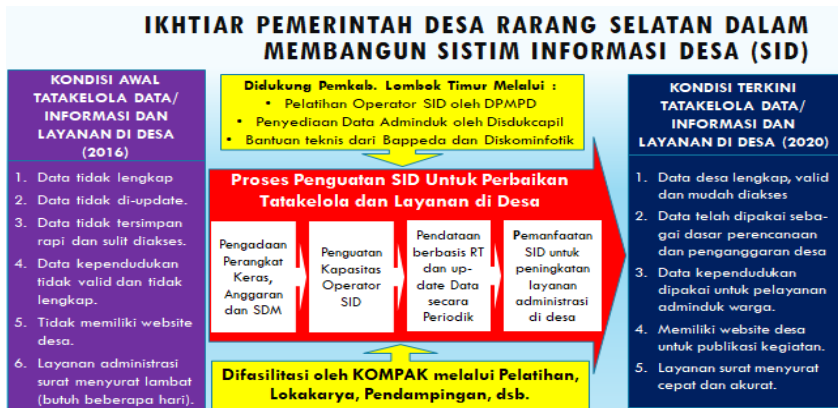 IKHTIAR PEMERINTAH DESA RARANG SELATAN DALAM
MEMBANGUN SISTIM INFORMASI DESA (SID)
KONDISI AWAL
TATAKELOLA DATA/
INFORMASI DAN
LAYANAN DI DESA
(2016)
1. Data tidak lengkap
2. Data tidak di-update.
3. Data tidak tersimpan
rapi dan sulit diakses.
4. Data kependudukan
tidak valid dan tidak
lengkap.
5. Tidak memiliki website
desa.
6. Layanan administrasi
surat menyurat lambat
(butuh beberapa hari).
Didukung Pemkab. Lombok Timur Melalui :
• Pelatihan Operator SID oleh DPMPD
• Penyediaan Data Adminduk oleh Disdukcapil
• Bantuan teknis dari Bappeda dan Diskominfotik
Proses Penguatan SID Untuk Perbaikan
Tatakelola dan Layanan di Desa
Pengadaan
Perangkat
Keras,
Anggaran
dan SDM
Penguatan
Kapasitas
Operator
SID
Pendataan
berbasis RT
dan up-
date Data
secara
Periodik
Pemanfaatan
SID untuk
peningkatan
layanan
administrasi
di desa
Difasilitasi oleh KOMPAK melalui Pelatihan,
Lokakarya, Pendampingan, dsb.
KONDISI TERKINI
TATAKELOLA DATA/
INFORMASI DAN
LAYANAN DI DESA (2020)
1. Data desa lengkap, valid
dan mudah diakses
2. Data telah dipakai seba-
gai dasar perencanaan
dan penganggaran desa
3. Data kependudukan
dipakai untuk pelayanan
adminduk warga.
4. Memiliki website desa
untuk publikasi kegiatan.
5. Layanan surat menyurat
cepat dan akurat.